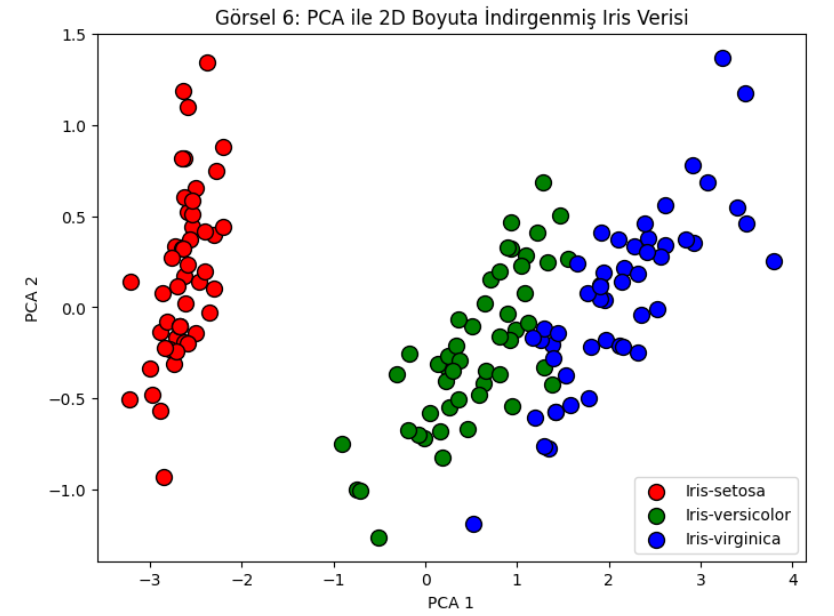 Görsel 6: PCA ile 2D Boyuta İndirgenmiş Iris Verisi
1.5
1.0
0.5
0.0
−0.5
−1.0
PCA 2
Iris-setosa
Iris-versicolor
Iris-virginica
−3
−2
−1
0
1
2
3
4
PCA 1